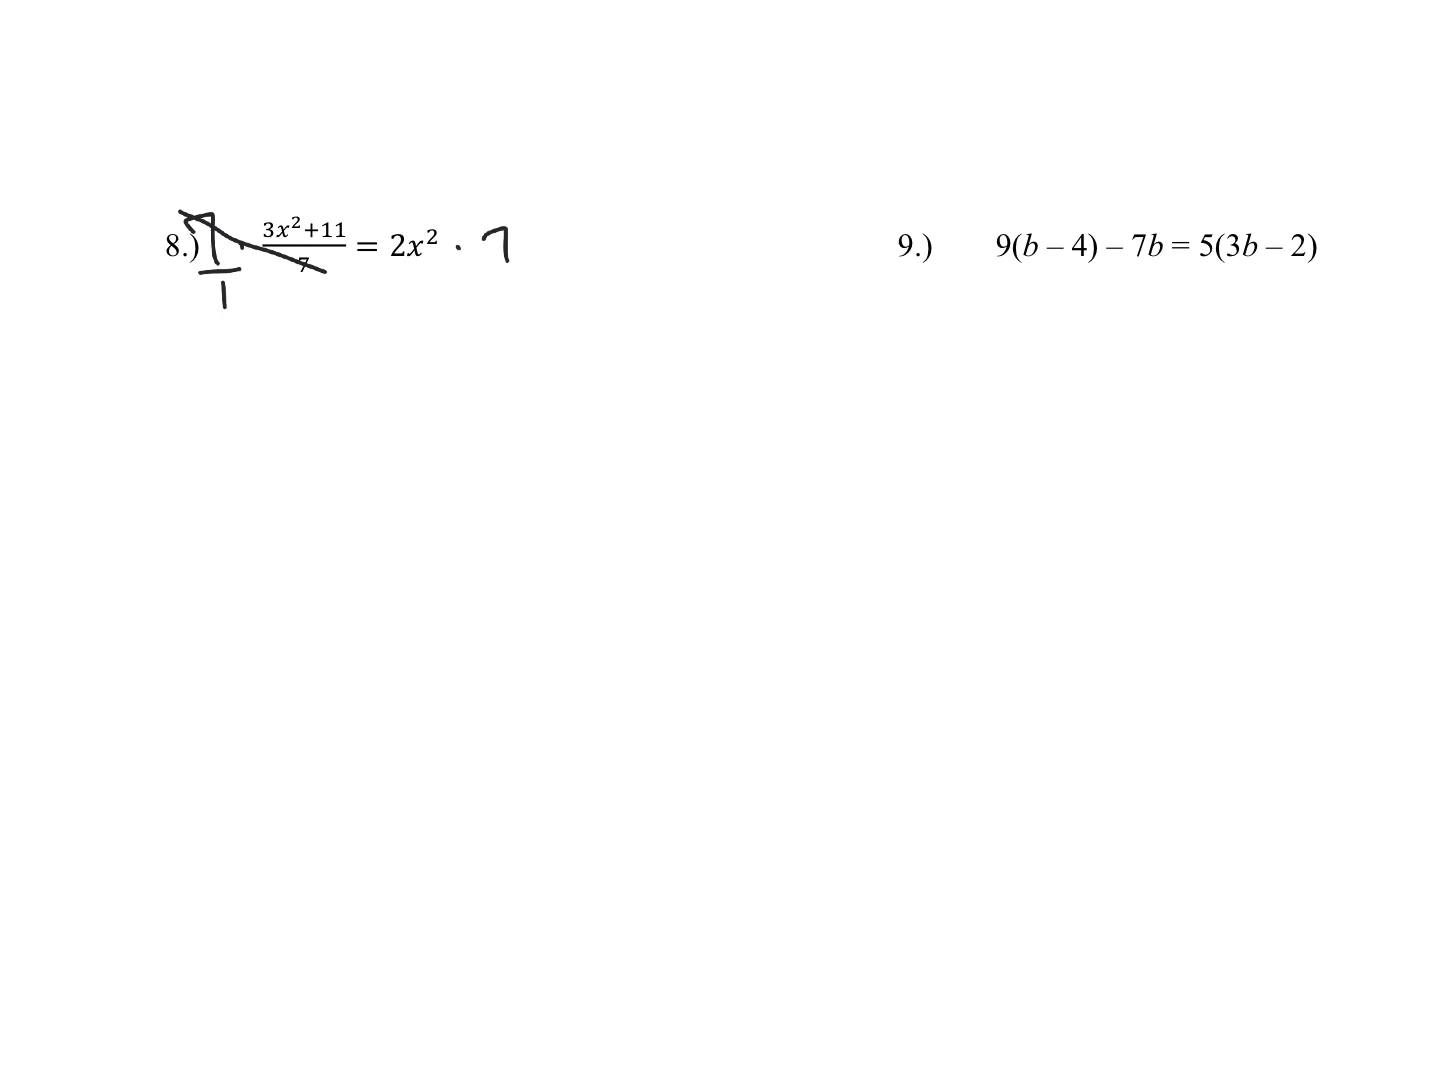 8.) 7/1 · (3x²+11)/7 = 2x² · 7
9.) 9(b – 4) – 7b = 5(3b – 2)